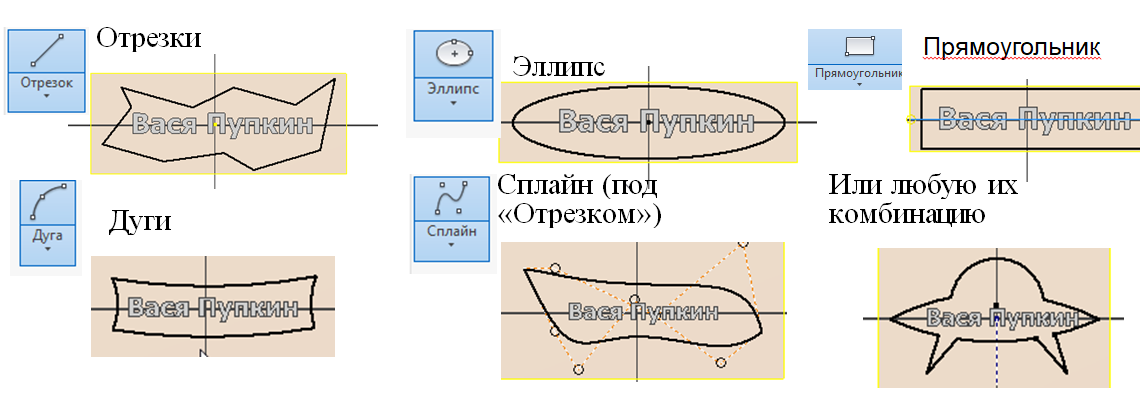 Отрезки
Отрезок
Вася Пупкин
Эллипс
Эллипс
Вася Пупкин
Прямоугольник
Прямоугольник
Вася Пупкин
Дуги
Дуга
Вася Пупкин
Сплайн (под
«Отрезком»)
Сплайн
Вася Пупкин
Или любую их
комбинацию
Вася Пупкин